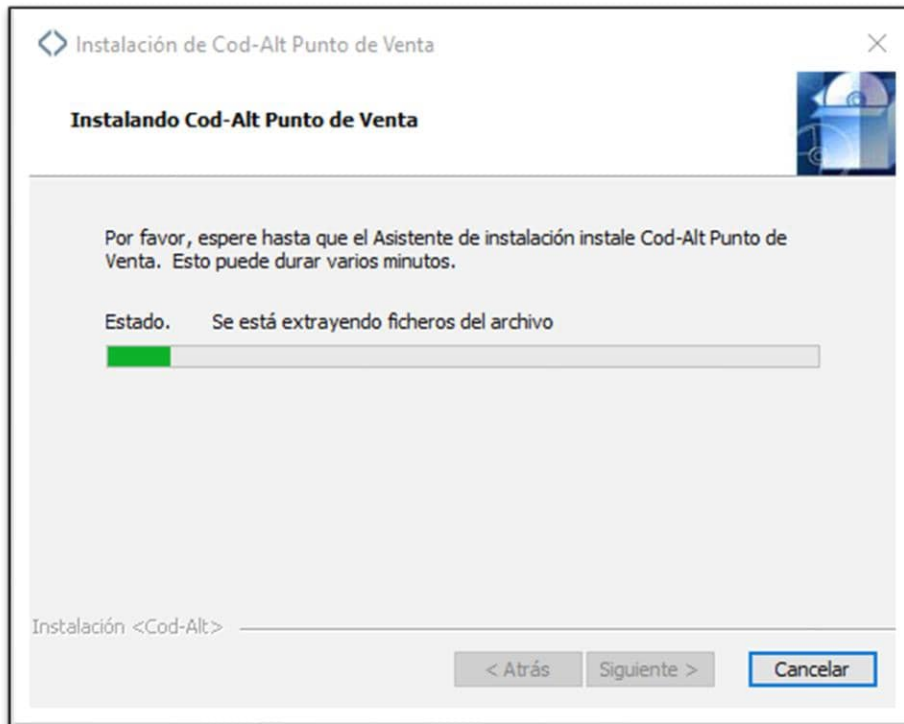 Instalación de Cod-Alt Punto de Venta
Instalando Cod-Alt Punto de Venta
Por favor, espere hasta que el Asistente de instalación instale Cod-Alt Punto de
Venta. Esto puede durar varios minutos.
Estado. Se está extrayendo ficheros del archivo
Instalación <Cod-Alt>
< Atrás Siguiente > Cancelar